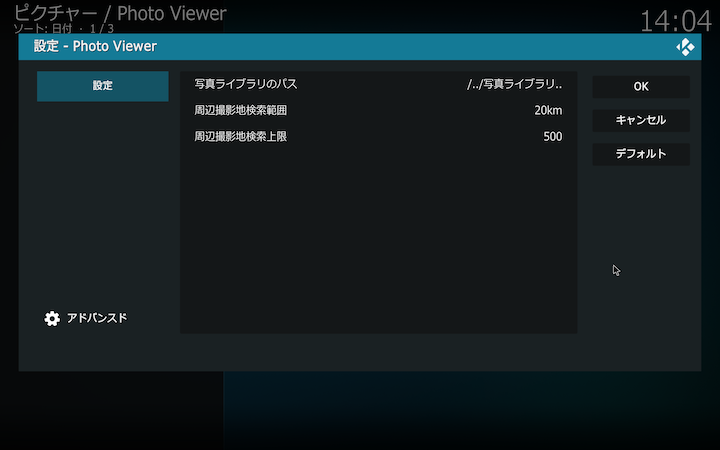 ピクチャー / Photo Viewer
ソート: 日付 · 1 / 3
14:04
設定 - Photo Viewer
設定
写真ライブラリのパス /../写真ライブラリ..
周辺撮影地検索範囲 20km
周辺撮影地検索上限 500
OK
キャンセル
デフォルト
アドバンスド